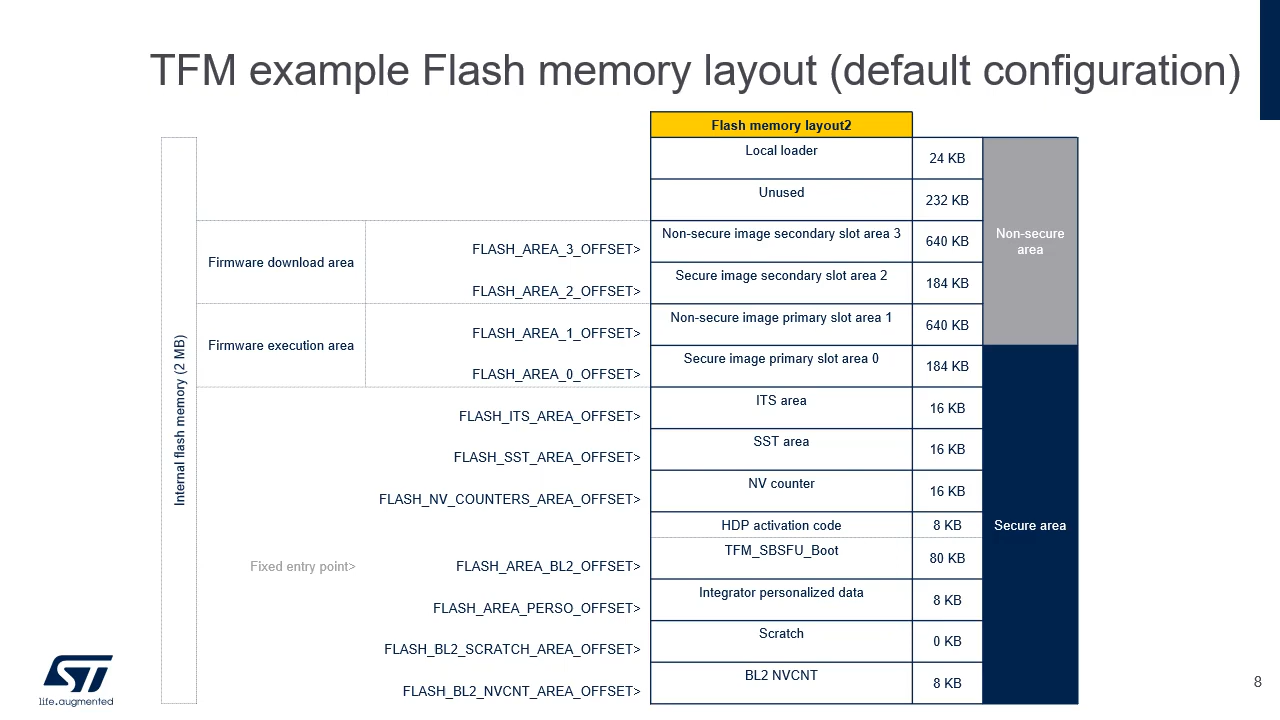 TFM example Flash memory layout (default configuration)
Flash memory layout2
Local loader
24 KB
Unused
232 KB
Non-secure image secondary slot area 3
640 KB
Non-secure
area
FLASH_AREA_3_OFFSET>
Firmware download area
Secure image secondary slot area 2
184 KB
FLASH_AREA_2_OFFSET>
Non-secure image primary slot area 1
640 KB
FLASH_AREA_1_OFFSET>
Firmware execution area
Secure image primary slot area 0
184 KB
FLASH_AREA_0_OFFSET>
Internal flash memory (2 MB)
ITS area
16 KB
FLASH_ITS_AREA_OFFSET>
SST area
16 KB
FLASH_SST_AREA_OFFSET>
NV counter
16 KB
FLASH_NV_COUNTERS_AREA_OFFSET>
HDP activation code
8 KB
Secure area
TFM_SBSFU_Boot
80 KB
Fixed entry point>
FLASH_AREA_BL2_OFFSET>
Integrator personalized data
8 KB
FLASH_AREA_PERSO_OFFSET>
Scratch
0 KB
FLASH_BL2_SCRATCH_AREA_OFFSET>
BL2 NVCNT
8 KB
FLASH_BL2_NVCNT_AREA_OFFSET>
ST
life.augmented
8